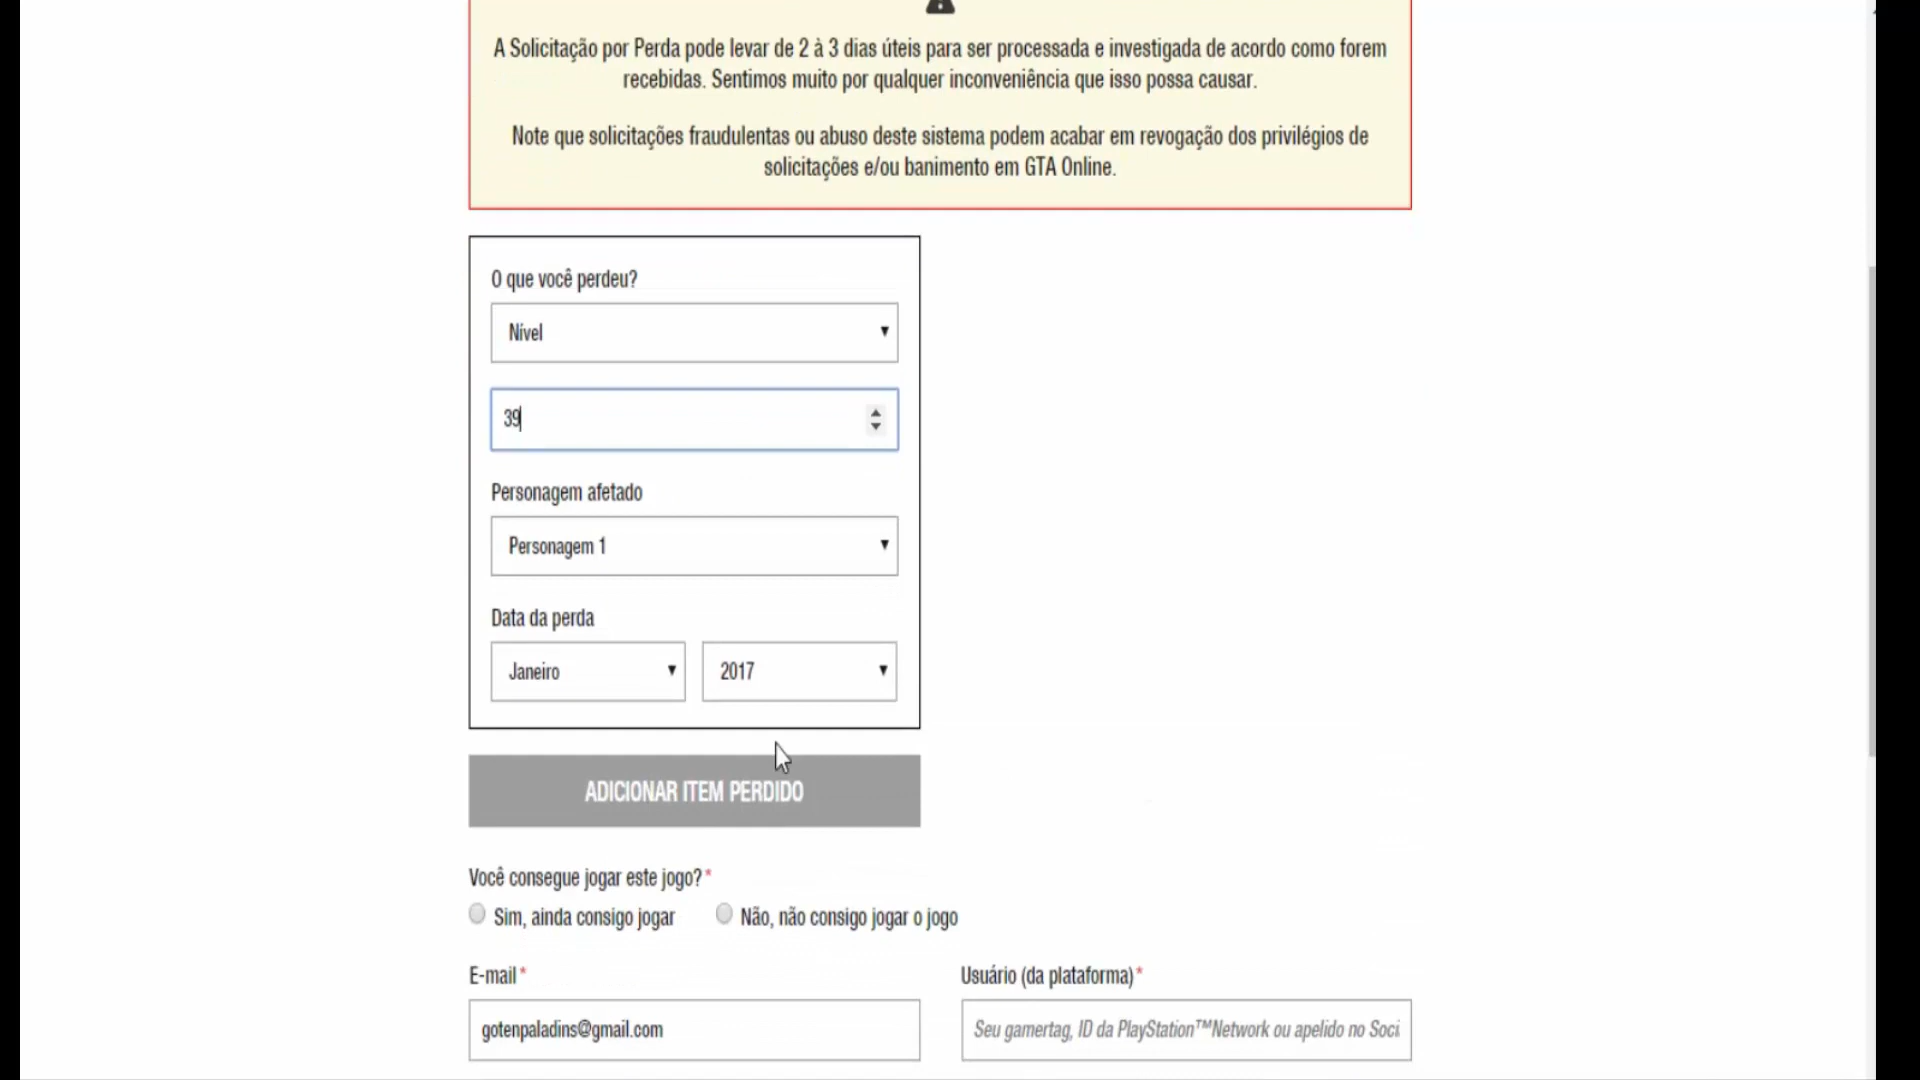 A Solicitação por Perda pode levar de 2 à 3 dias úteis para ser processada e investigada de acordo como forem
recebidas. Sentimos muito por qualquer inconveniência que isso possa causar.
Note que solicitações fraudulentas ou abuso deste sistema podem acabar em revogação dos privilégios de
solicitações e/ou banimento em GTA Online.
O que você perdeu?
Nível
39
Personagem afetado
Personagem 1
Data da perda
Janeiro 2017
ADICIONAR ITEM PERDIDO
Você consegue jogar este jogo?*
Sim, ainda consigo jogar Não, não consigo jogar o jogo
E-mail* Usuário (da plataforma)*
gotenpaladins@gmail.com Seu gamertag, ID da PlayStation™Network ou apelido no Soci